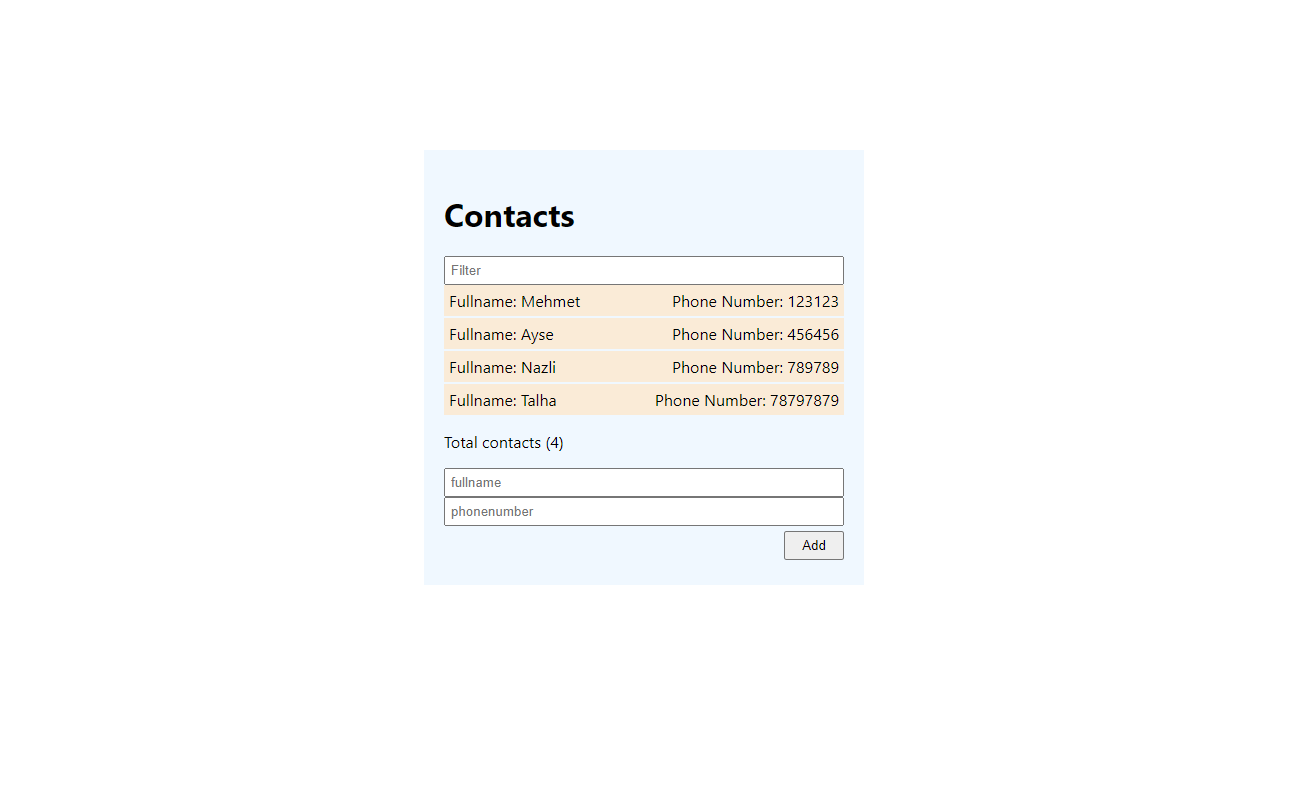 Contacts
Filter
Fullname: Mehmet Phone Number: 123123
Fullname: Ayse Phone Number: 456456
Fullname: Nazli Phone Number: 789789
Fullname: Talha Phone Number: 78797879
Total contacts (4)
fullname
phonenumber
Add